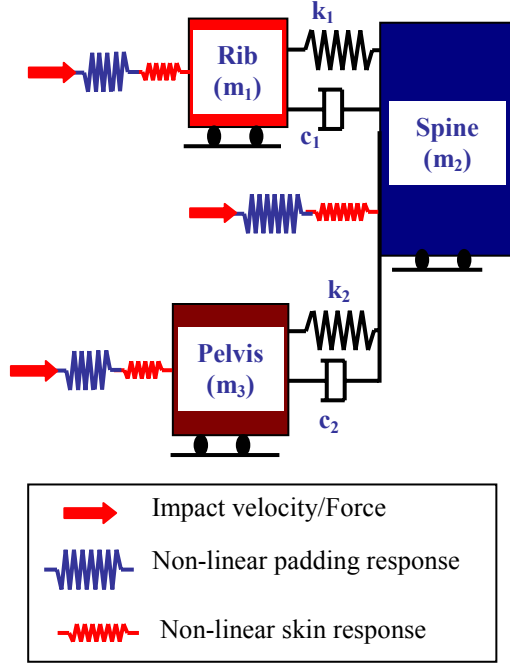 k₁
Rib
(m₁)
c₁
Spine
(m₂)
k₂
Pelvis
(m₃)
c₂
Impact velocity/Force
Non-linear padding response
Non-linear skin response